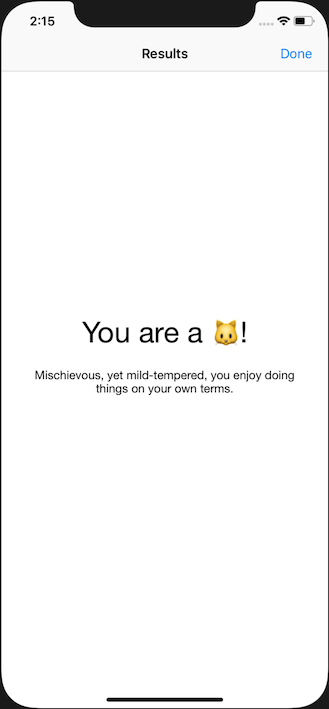 2:15
Results
Done
You are a 🐱!
Mischievous, yet mild-tempered, you enjoy doing
things on your own terms.